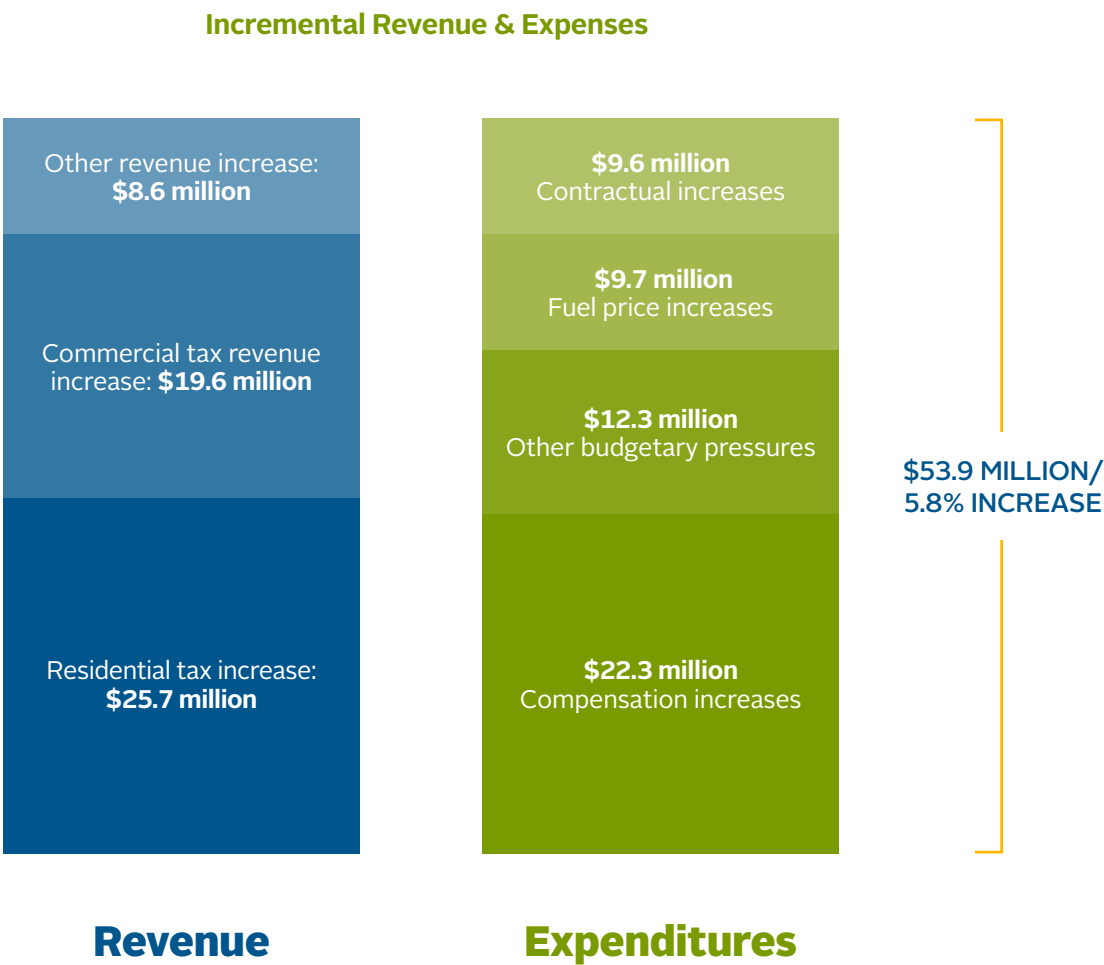 Incremental Revenue & Expenses
Other revenue increase:
$8.6 million
Commercial tax revenue
increase: $19.6 million
Residential tax increase:
$25.7 million
Revenue
$9.6 million
Contractual increases
$9.7 million
Fuel price increases
$12.3 million
Other budgetary pressures
$22.3 million
Compensation increases
Expenditures
$53.9 MILLION/
5.8% INCREASE